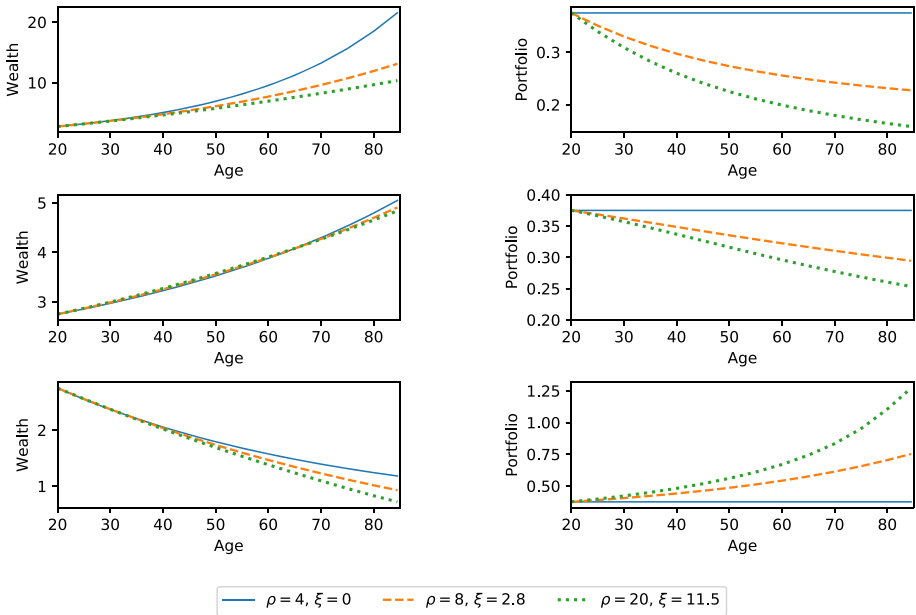 20
10
Wealth
20 30 40 50 60 70 80
Age
0.3
0.2
Portfolio
20 30 40 50 60 70 80
Age
5
4
3
Wealth
20 30 40 50 60 70 80
Age
0.40
0.35
0.30
0.25
0.20
Portfolio
20 30 40 50 60 70 80
Age
2
1
Wealth
20 30 40 50 60 70 80
Age
1.25
1.00
0.75
0.50
Portfolio
20 30 40 50 60 70 80
Age
ρ = 4, ξ = 0 ρ = 8, ξ = 2.8 ρ = 20, ξ = 11.5